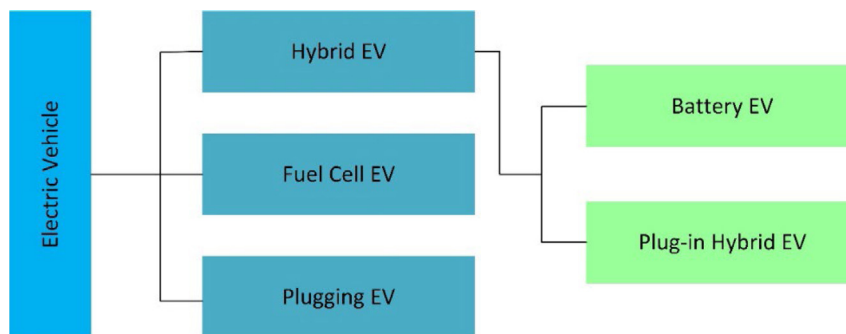 Electric Vehicle
Hybrid EV
Fuel Cell EV
Plugging EV
Battery EV
Plug-in Hybrid EV